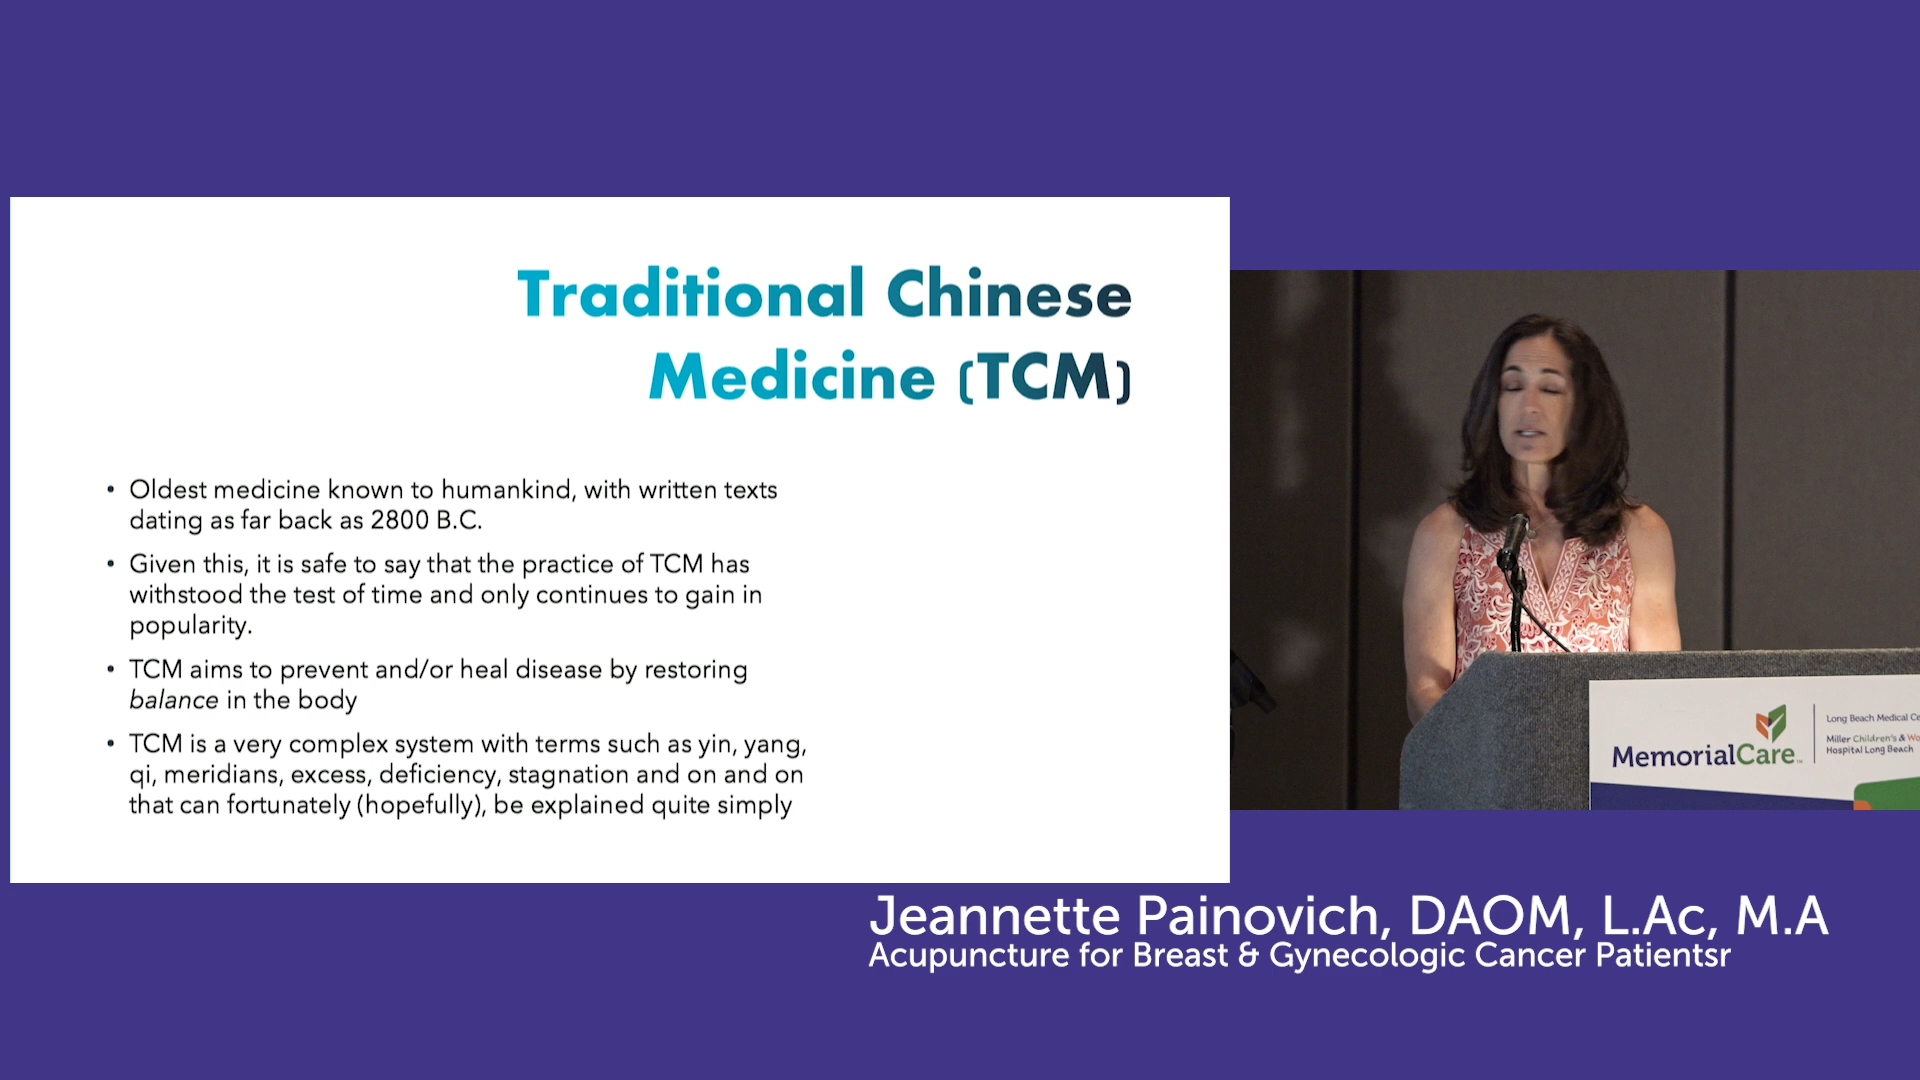 Traditional Chinese
Medicine (TCM)
• Oldest medicine known to humankind, with written texts
dating as far back as 2800 B.C.
• Given this, it is safe to say that the practice of TCM has
withstood the test of time and only continues to gain in
popularity.
• TCM aims to prevent and/or heal disease by restoring
balance in the body
• TCM is a very complex system with terms such as yin, yang,
qi, meridians, excess, deficiency, stagnation and on and on
that can fortunately (hopefully), be explained quite simply
MemorialCare™
Long Beach Medical Ce
Miller Children's & Wo
Hospital Long Beach
Jeannette Painovich, DAOM, L.Ac, M.A
Acupuncture for Breast & Gynecologic Cancer Patientsr